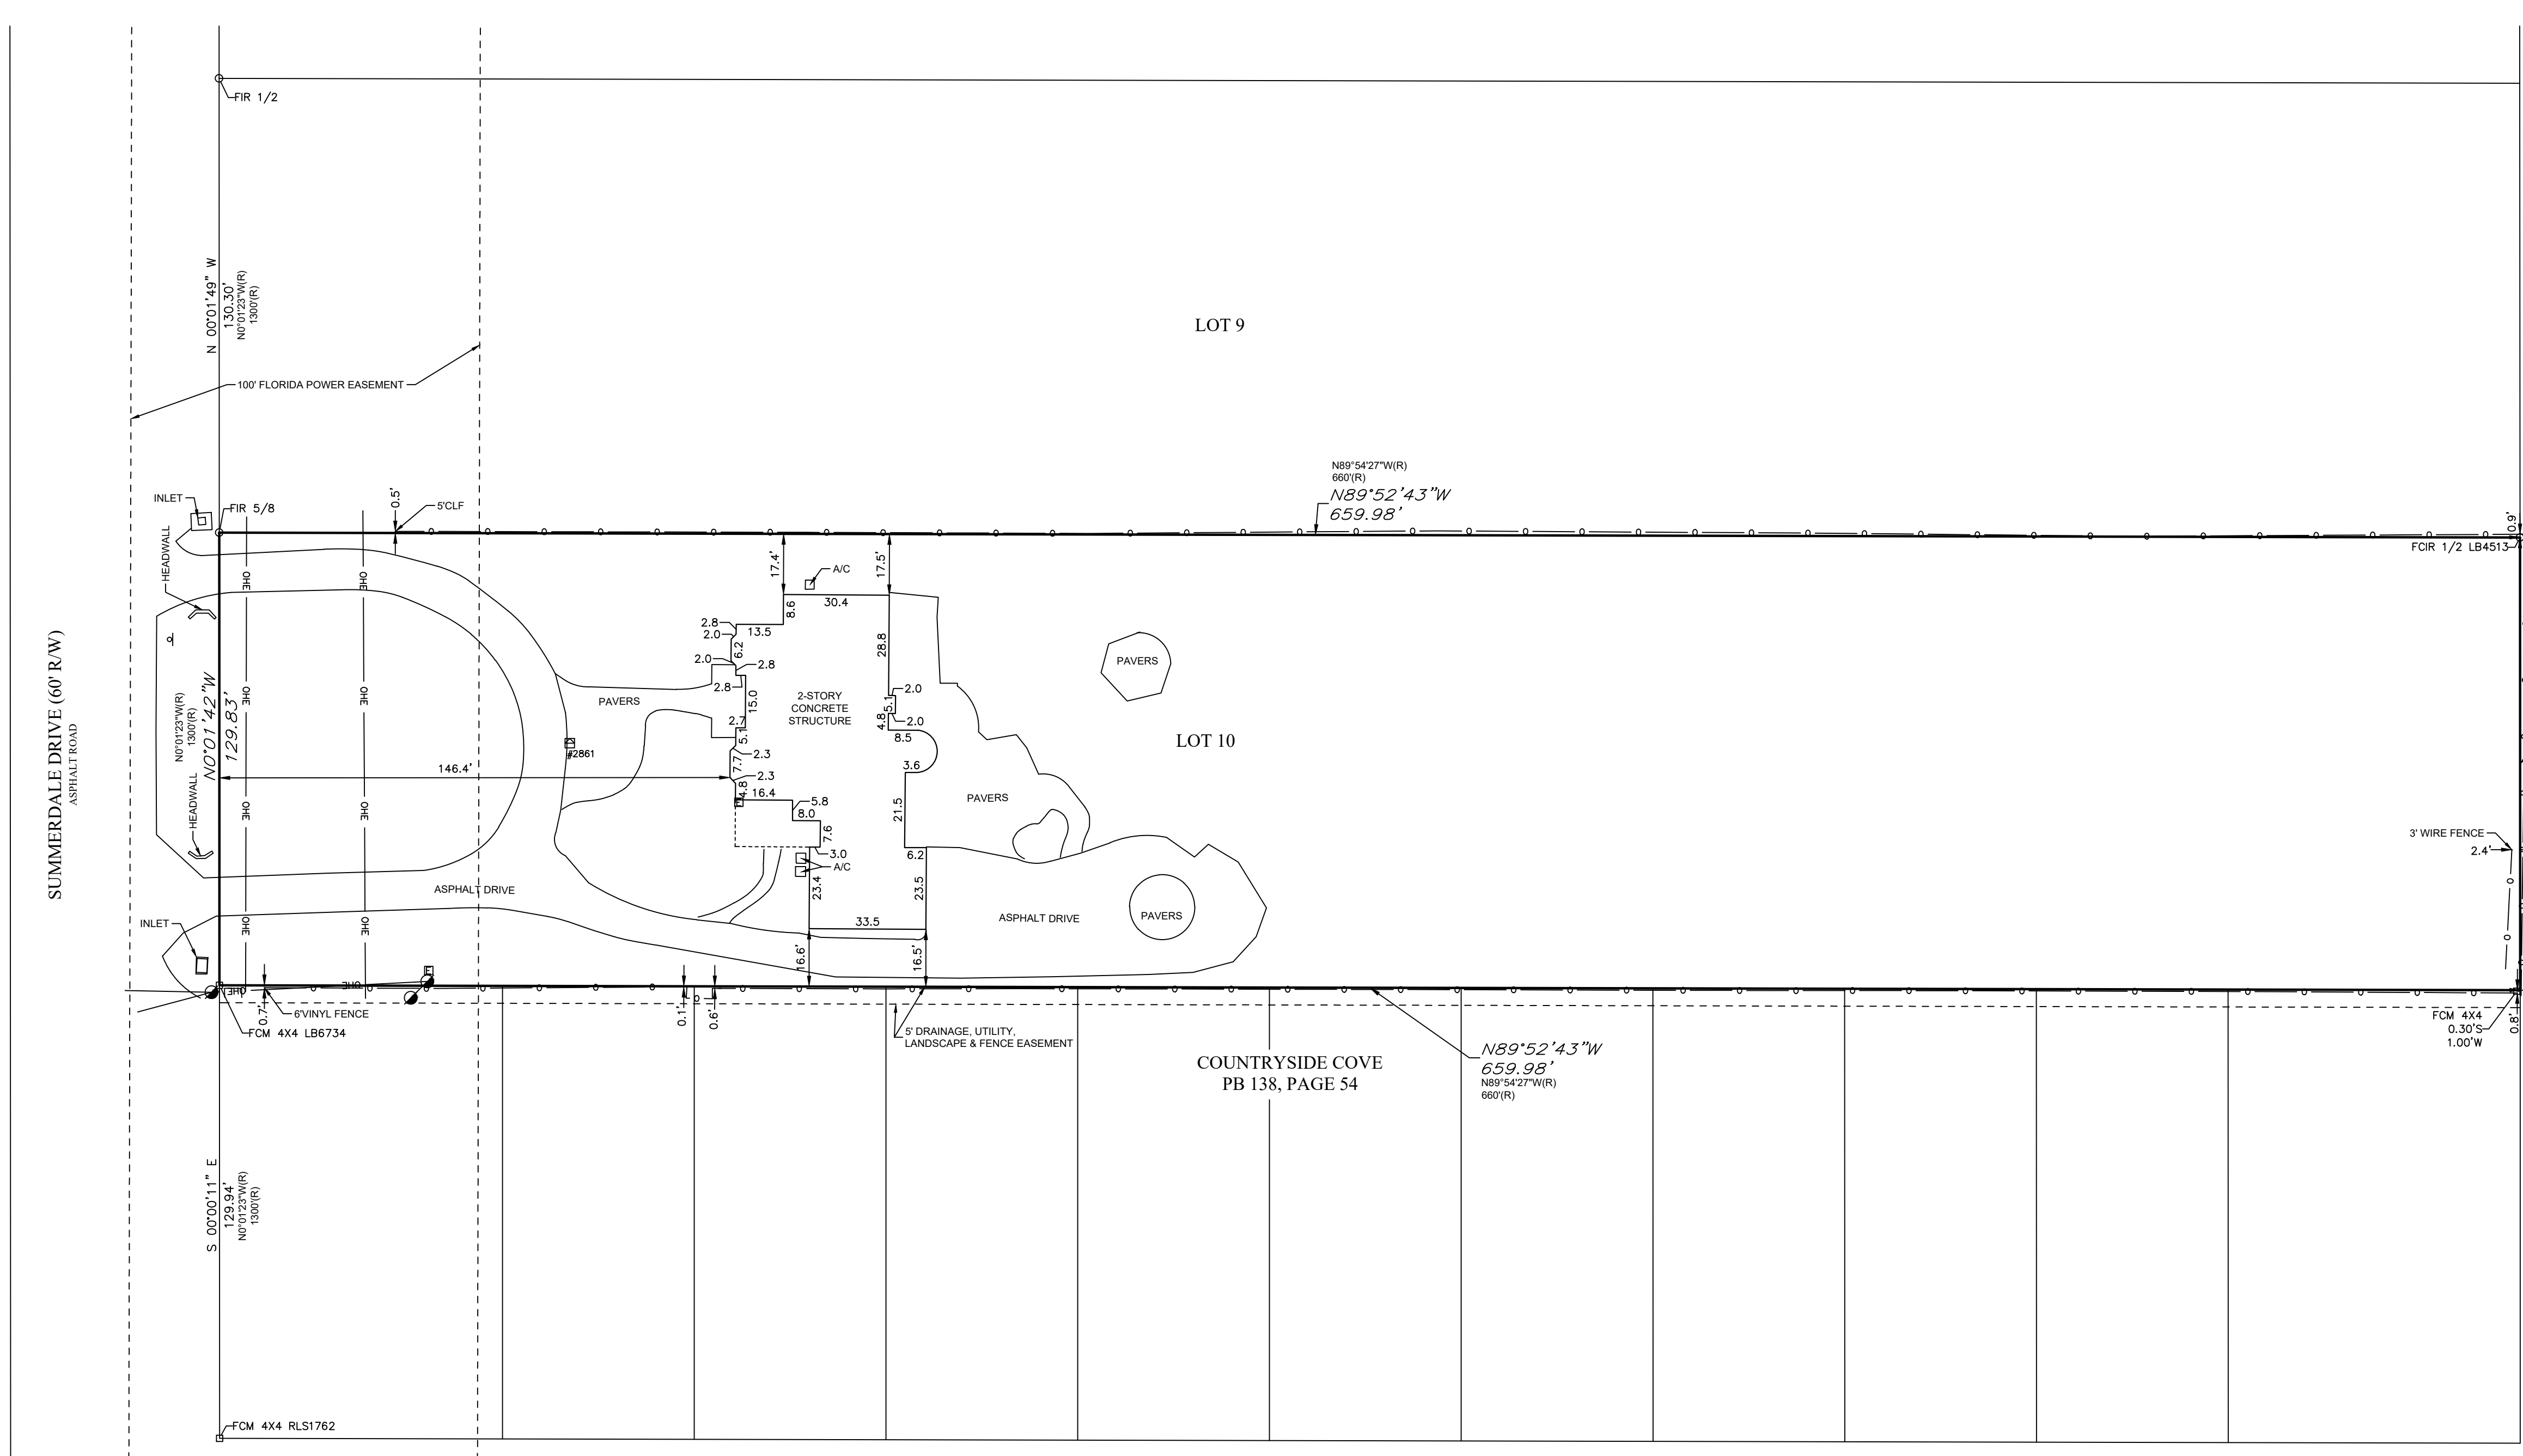 FIR 1/2
N 00°01'49" W
130.30'
N0°01'23"W(R)
1300'(R)
LOT 9
100' FLORIDA POWER EASEMENT
N89°54'27"W(R)
660'(R)
N89°52'43"W
659.98'
INLET
FIR 5/8
0.5'
5'CLF
0.9'
FCIR 1/2 LB4513
HEADWALL
17.4'
A/C
17.5'
OHE
OHE
30.4
8.6
2.8
13.5
2.0
6.2
28.8
2.0
2.8
PAVERS
2.8
15.0
2-STORY
CONCRETE
STRUCTURE
2.0
5.1
PAVERS
OHE
OHE
2.7
4.8
2.0
5.1
8.5
LOT 10
SUMMERDALE DRIVE (60' R/W)
ASPHALT ROAD
N0°01'23"W(R)
1300'(R)
N0°01'42"W
129.83'
#2861
2.3
7.7
146.4'
2.3
3.6
4.8
16.4
5.8
8.0
PAVERS
21.5
HEADWALL
OHE
OHE
7.6
3' WIRE FENCE
2.4'
3.0
6.2
A/C
23.4
23.5
ASPHALT DRIVE
ASPHALT DRIVE
PAVERS
INLET
OHE
OHE
33.5
16.6'
16.5'
E
OHE
OHE
0.7'
6'VINYL FENCE
FCM 4X4 LB6734
0.1'
0.6'
5' DRAINAGE, UTILITY,
LANDSCAPE & FENCE EASEMENT
FCM 4X4
0.30'S
1.00'W
0.8'
COUNTRYSIDE COVE
PB 138, PAGE 54
N89°52'43"W
659.98'
N89°54'27"W(R)
660'(R)
S 00°00'11" E
129.94'
N0°01'23"W(R)
1300'(R)
FCM 4X4 RLS1762